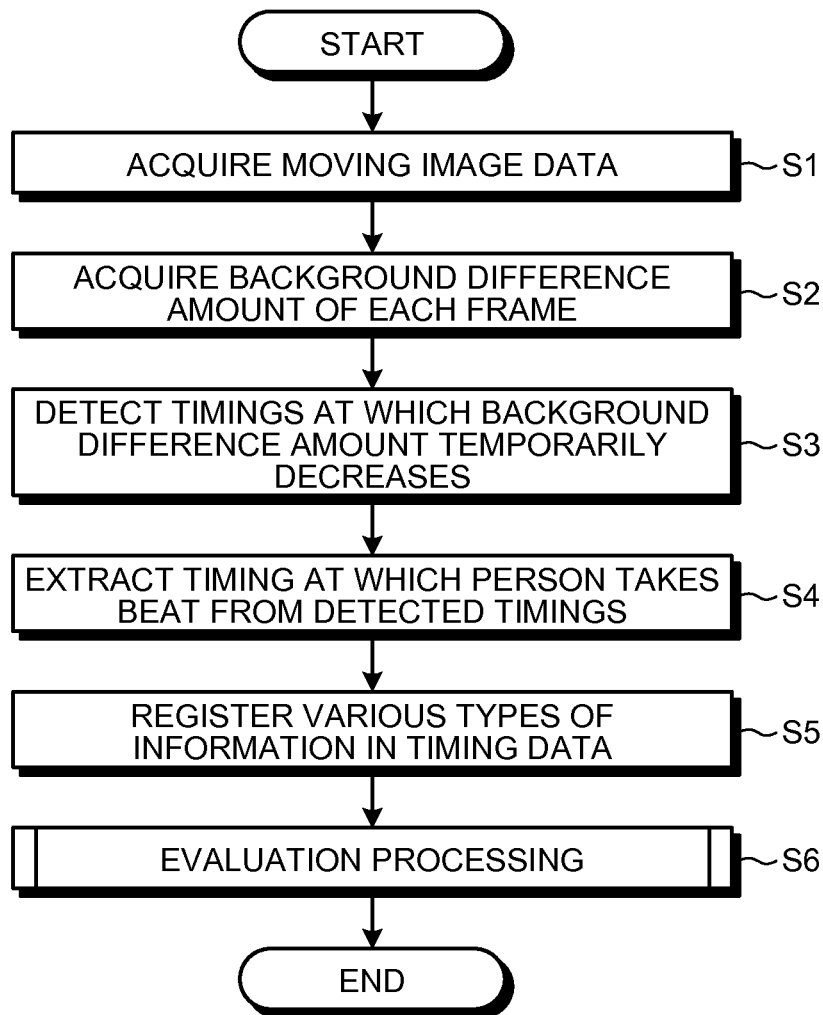 START
ACQUIRE MOVING IMAGE DATA
S1
ACQUIRE BACKGROUND DIFFERENCE
AMOUNT OF EACH FRAME
S2
DETECT TIMINGS AT WHICH BACKGROUND
DIFFERENCE AMOUNT TEMPORARILY
DECREASES
S3
EXTRACT TIMING AT WHICH PERSON TAKES
BEAT FROM DETECTED TIMINGS
S4
REGISTER VARIOUS TYPES OF
INFORMATION IN TIMING DATA
S5
EVALUATION PROCESSING
S6
END